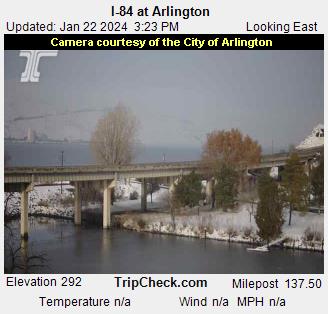 I-84 at Arlington
Updated: Jan 22 2024 3:23 PM Looking East
Camera courtesy of the City of Arlington
Elevation 292 TripCheck.com Milepost 137.50
Temperature n/a Wind n/a MPH n/a